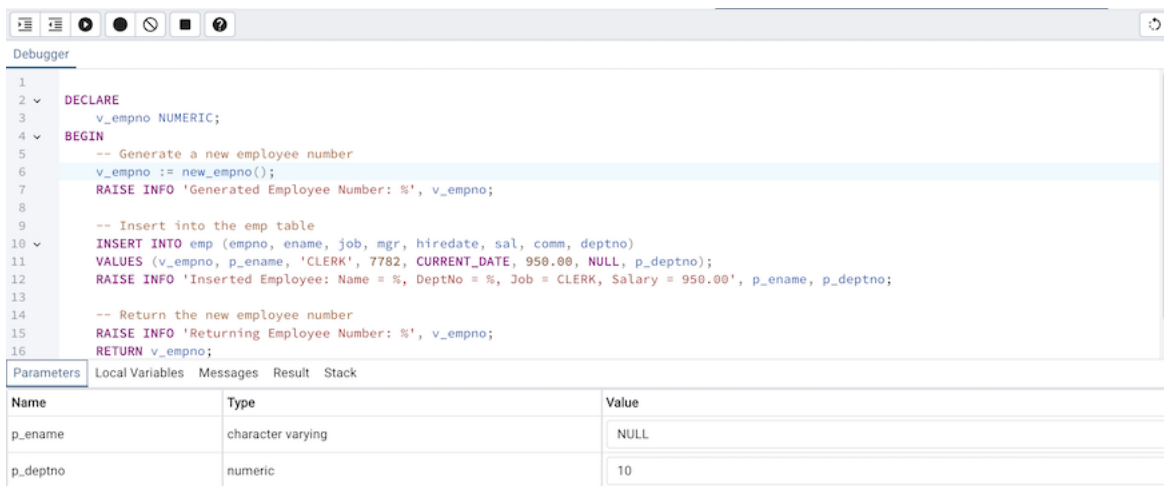 Debugger
1
2 DECLARE
3 v_empno NUMERIC;
4 BEGIN
5 -- Generate a new employee number
6 v_empno := new_empno();
7 RAISE INFO 'Generated Employee Number: %', v_empno;
8
9 -- Insert into the emp table
10 INSERT INTO emp (empno, ename, job, mgr, hiredate, sal, comm, deptno)
11 VALUES (v_empno, p_ename, 'CLERK', 7782, CURRENT_DATE, 950.00, NULL, p_deptno);
12 RAISE INFO 'Inserted Employee: Name = %, DeptNo = %, Job = CLERK, Salary = 950.00', p_ename, p_deptno;
13
14 -- Return the new employee number
15 RAISE INFO 'Returning Employee Number: %', v_empno;
16 RETURN v_empno;
Parameters Local Variables Messages Result Stack
Name Type Value
p_ename character varying NULL
p_deptno numeric 10